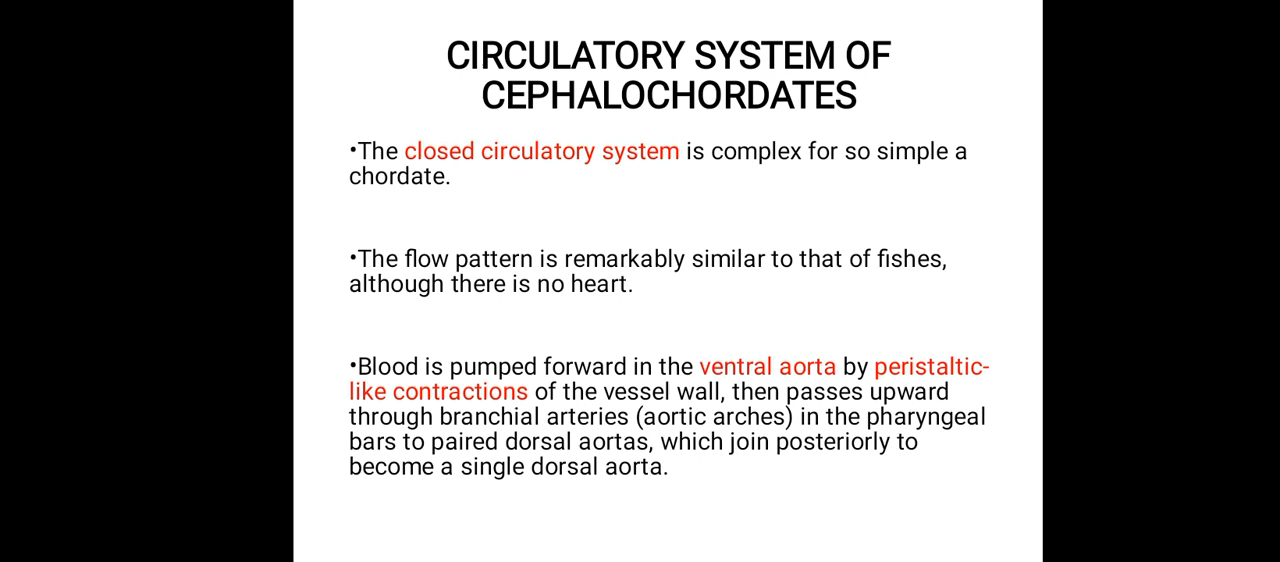 CIRCULATORY SYSTEM OF
CEPHALOCHORDATES
•The closed circulatory system is complex for so simple a
chordate.
•The flow pattern is remarkably similar to that of fishes,
although there is no heart.
•Blood is pumped forward in the ventral aorta by peristaltic-
like contractions of the vessel wall, then passes upward
through branchial arteries (aortic arches) in the pharyngeal
bars to paired dorsal aortas, which join posteriorly to
become a single dorsal aorta.